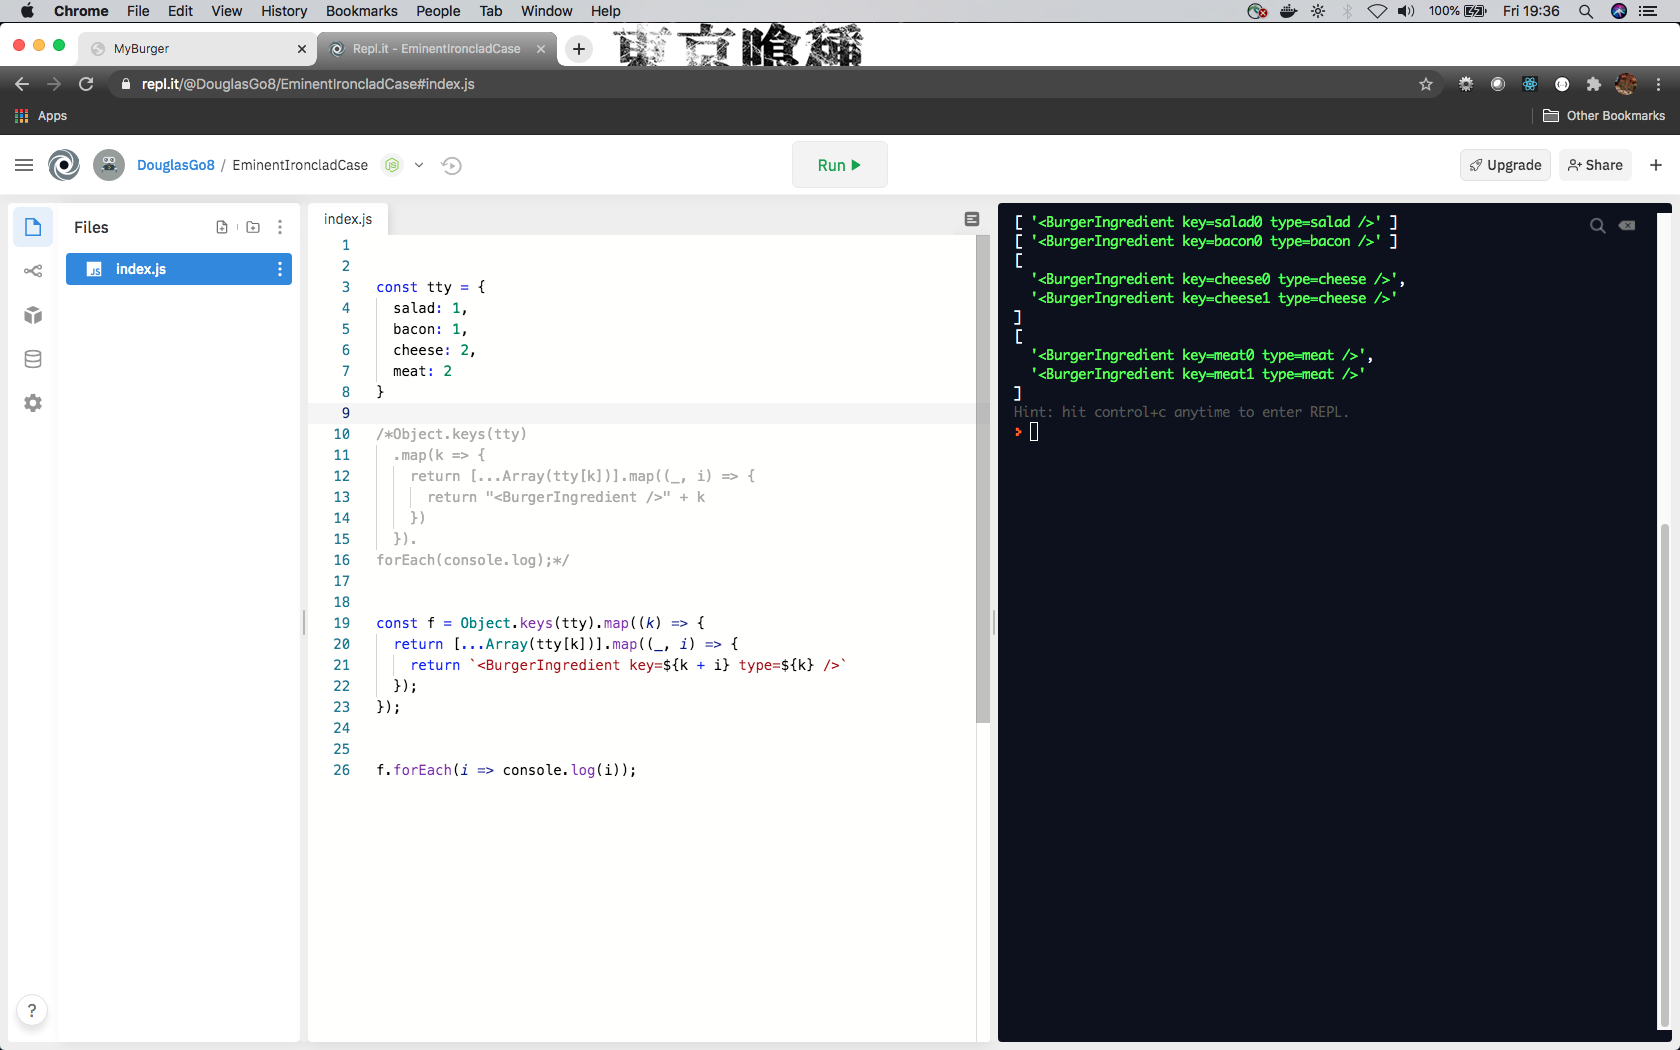 Chrome File Edit View History Bookmarks People Tab Window Help 100% Fri 19:36
MyBurger
Repl.it - EminentIroncladCase
東京喰種
repl.it/@DouglasGo8/EminentIroncladCase#index.js
Apps
Other Bookmarks
DouglasGo8 / EminentIroncladCase
Run
Upgrade
Share
Files
index.js
index.js
1
2
3 const tty = {
4 salad: 1,
5 bacon: 1,
6 cheese: 2,
7 meat: 2
8 }
9
10 /*Object.keys(tty)
11 .map(k => {
12 return [...Array(tty[k])].map((_, i) => {
13 return "<BurgerIngredient />" + k
14 })
15 }).
16 forEach(console.log);*/
17
18
19 const f = Object.keys(tty).map((k) => {
20 return [...Array(tty[k])].map((_, i) => {
21 return `<BurgerIngredient key=${k + i} type=${k} />`
22 });
23 });
24
25
26 f.forEach(i => console.log(i));
[ '<BurgerIngredient key=salad0 type=salad />' ]
[ '<BurgerIngredient key=bacon0 type=bacon />' ]
[
'<BurgerIngredient key=cheese0 type=cheese />',
'<BurgerIngredient key=cheese1 type=cheese />'
]
[
'<BurgerIngredient key=meat0 type=meat />',
'<BurgerIngredient key=meat1 type=meat />'
]
Hint: hit control+c anytime to enter REPL.
>
?